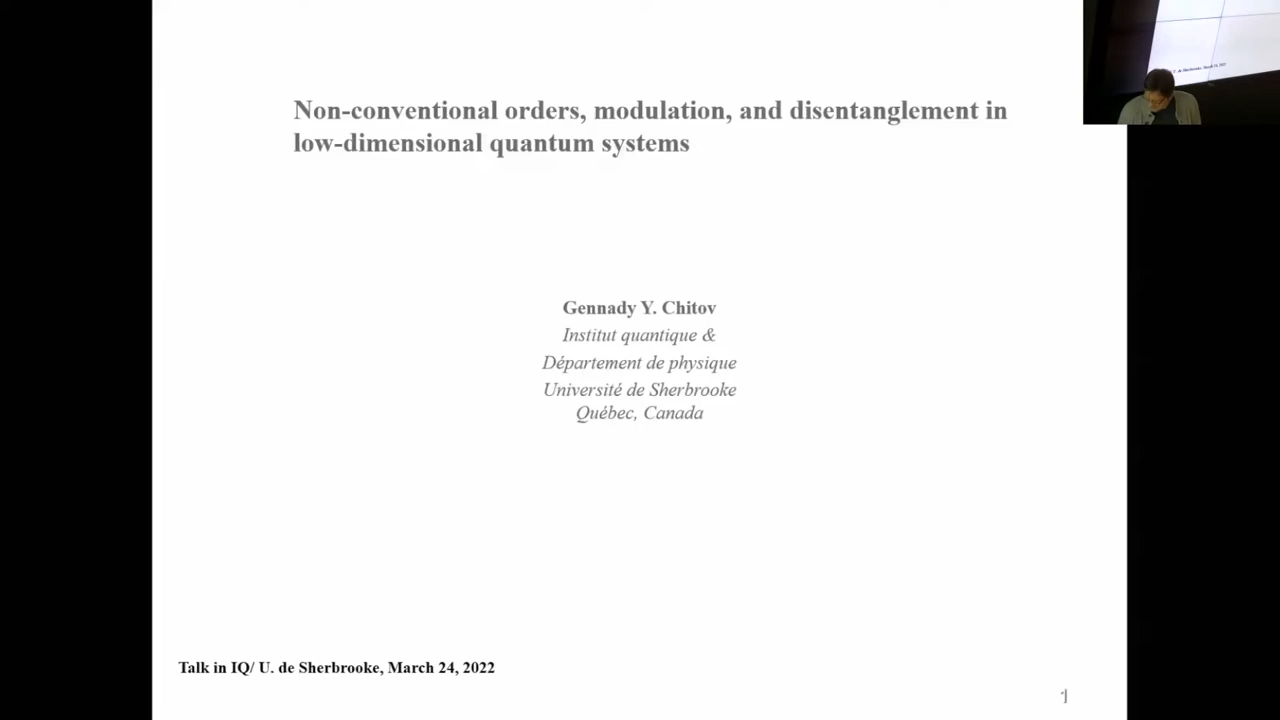 Non-conventional orders, modulation, and disentanglement in
low-dimensional quantum systems
Gennady Y. Chitov
Institut quantique &
Département de physique
Université de Sherbrooke
Québec, Canada
Talk in IQ/ U. de Sherbrooke, March 24, 2022
1